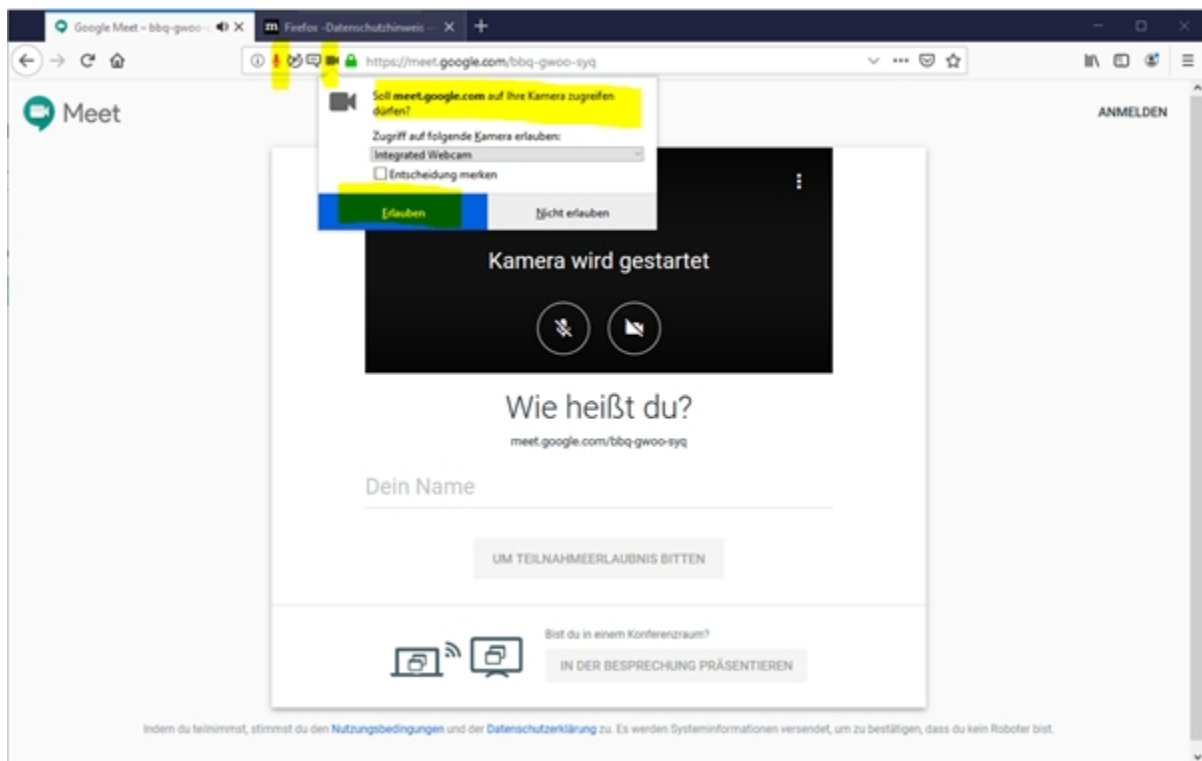 Google Meet – bbq-gwoo-s
Firefox -Datenschutzhinweis —
https://meet.google.com/bbq-gwoo-syq
Soll meet.google.com auf Ihre Kamera zugreifen
dürfen?
Zugriff auf folgende Kamera erlauben:
Integrated Webcam
Entscheidung merken
Erlauben
Nicht erlauben
Meet
ANMELDEN
Kamera wird gestartet
Wie heißt du?
meet.google.com/bbq-gwoo-syq
Dein Name
UM TEILNAHMEERLAUBNIS BITTEN
Bist du in einem Konferenzraum?
IN DER BESPRECHUNG PRÄSENTIEREN
Indem du teilnimmst, stimmst du den Nutzungsbedingungen und der Datenschutzerklärung zu. Es werden Systeminformationen versendet, um zu bestätigen, dass du kein Roboter bist.